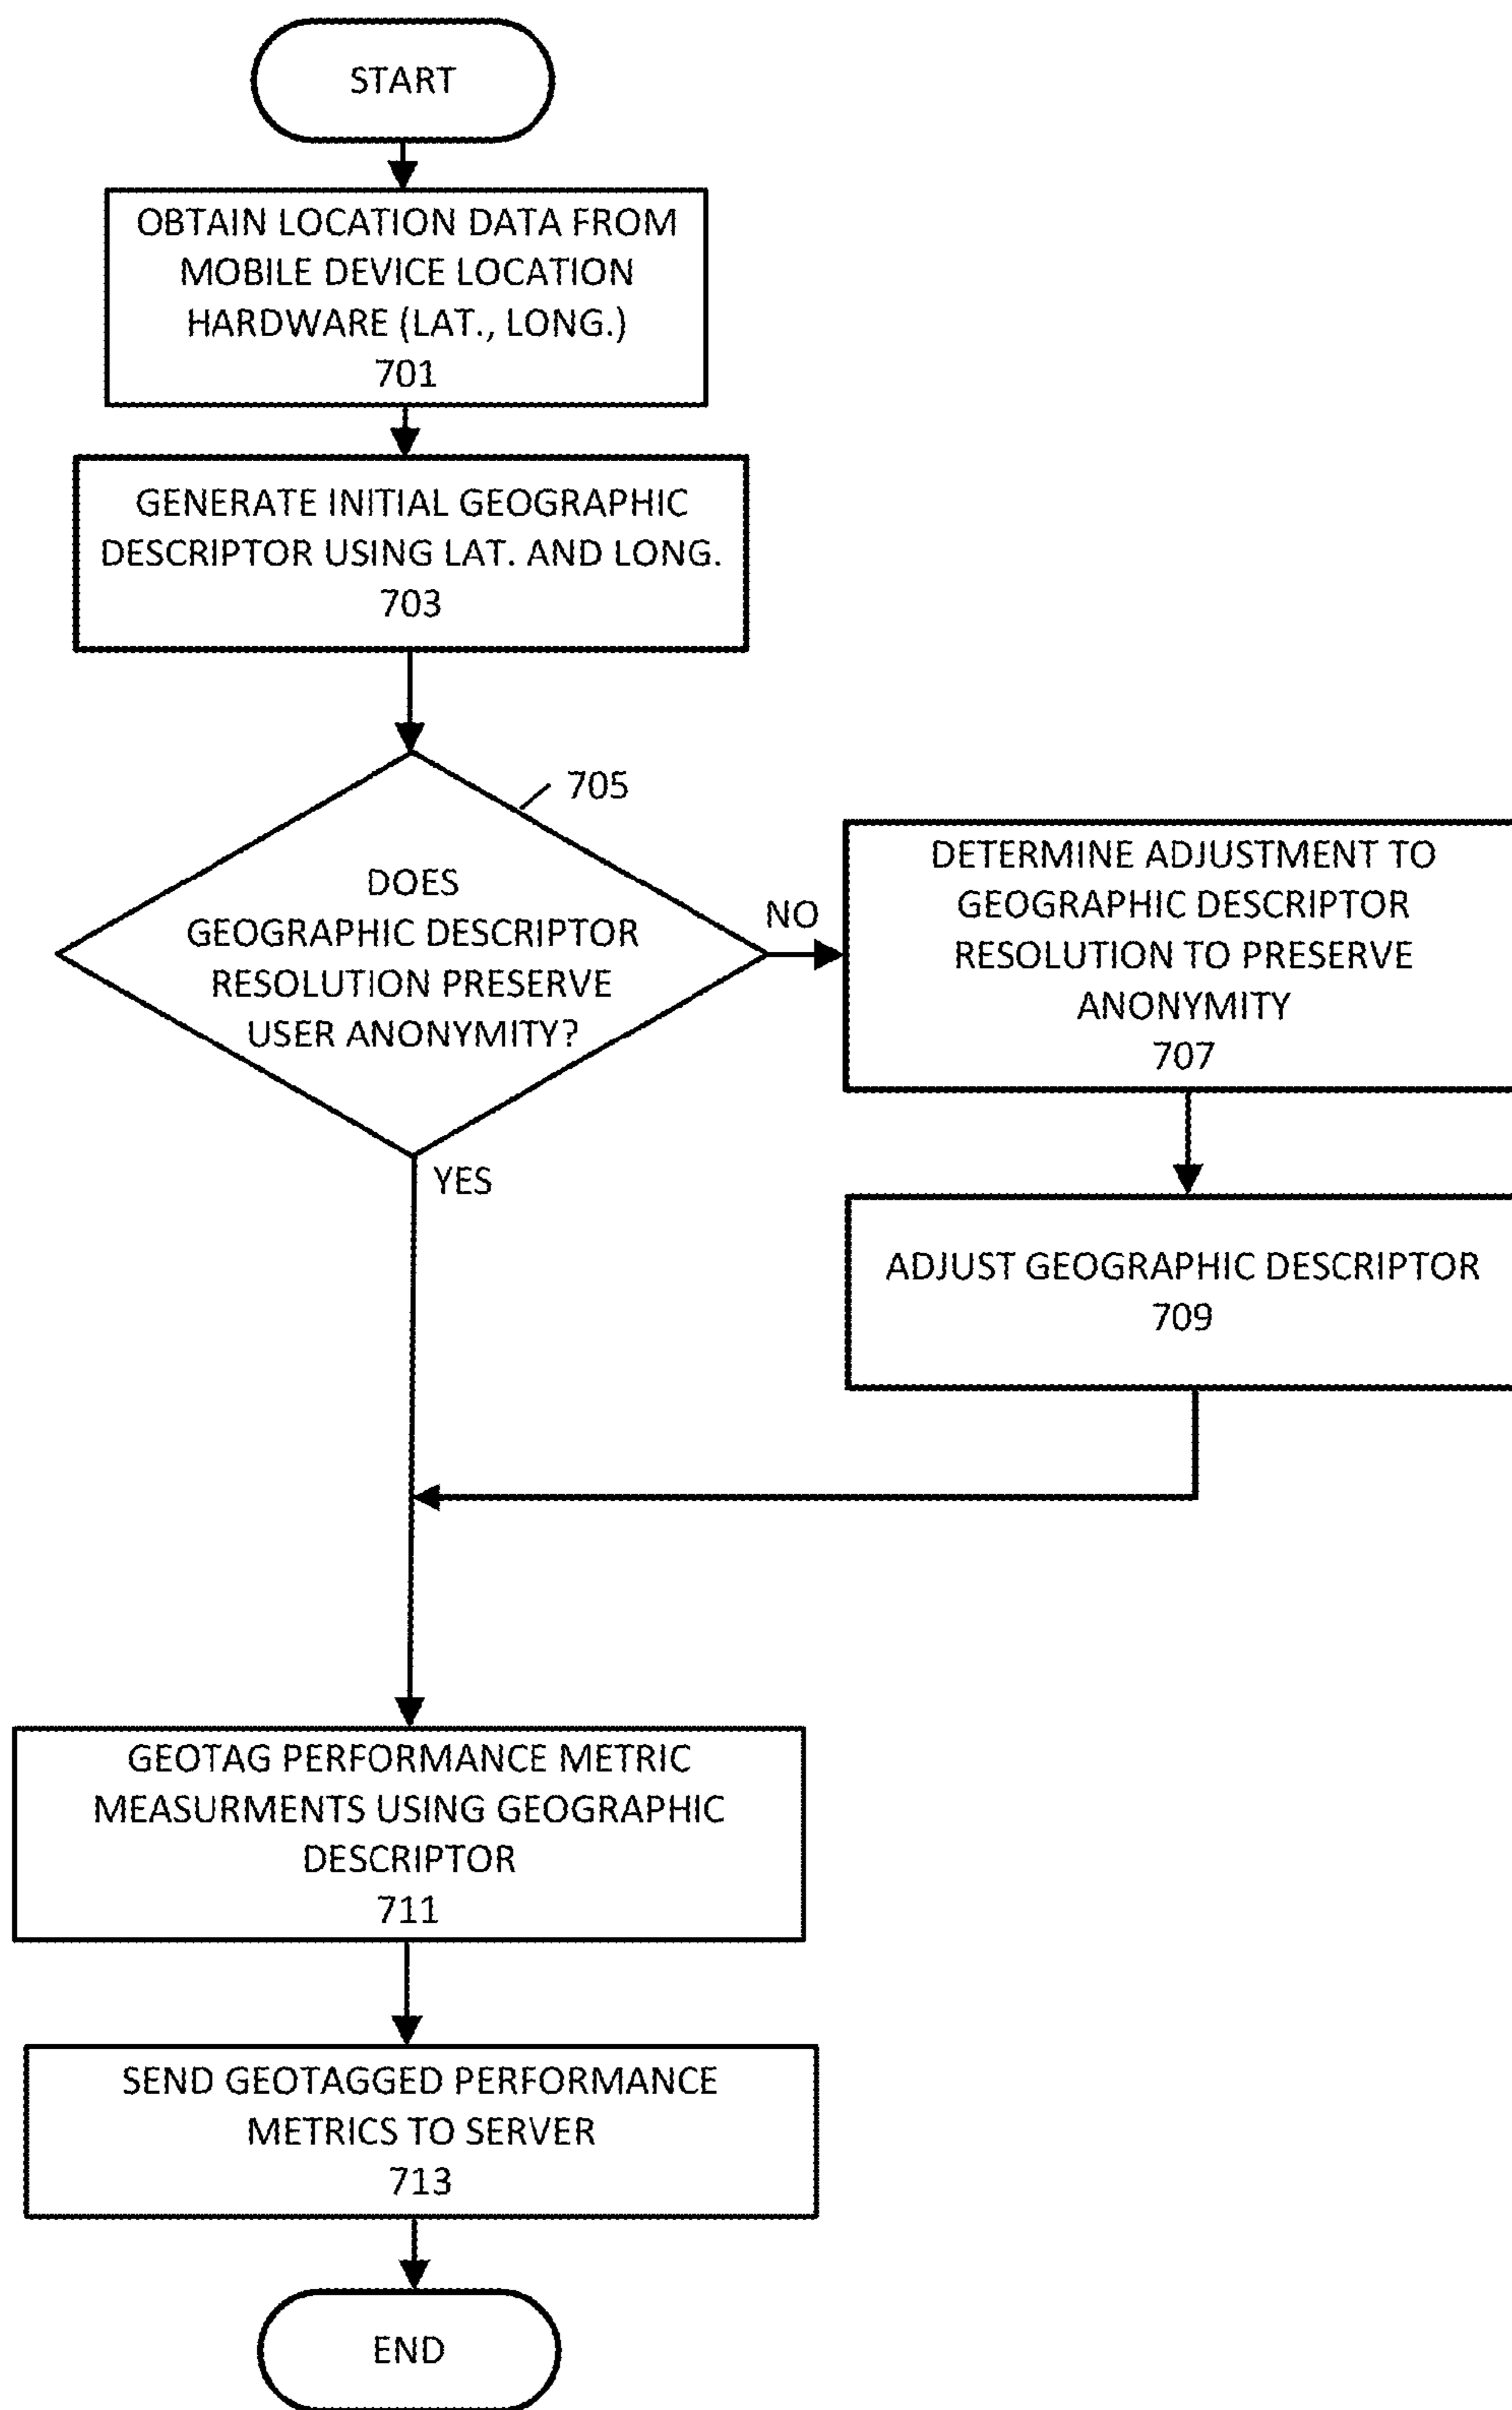 START
OBTAIN LOCATION DATA FROM
MOBILE DEVICE LOCATION
HARDWARE (LAT., LONG.)
701
GENERATE INITIAL GEOGRAPHIC
DESCRIPTOR USING LAT. AND LONG.
703
705
DOES
GEOGRAPHIC DESCRIPTOR
RESOLUTION PRESERVE
USER ANONYMITY?
NO
DETERMINE ADJUSTMENT TO
GEOGRAPHIC DESCRIPTOR
RESOLUTION TO PRESERVE
ANONYMITY
707
YES
ADJUST GEOGRAPHIC DESCRIPTOR
709
GEOTAG PERFORMANCE METRIC
MEASURMENTS USING GEOGRAPHIC
DESCRIPTOR
711
SEND GEOTAGGED PERFORMANCE
METRICS TO SERVER
713
END